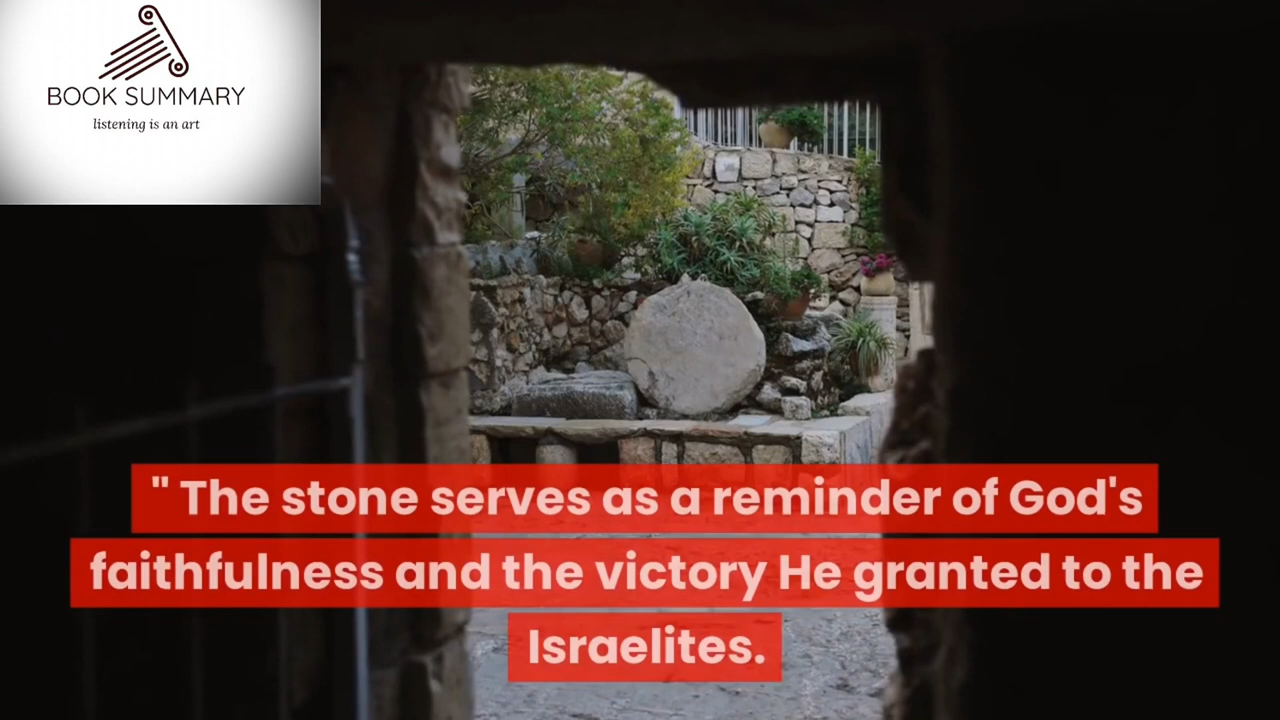 BOOK SUMMARY
listening is an art
" The stone serves as a reminder of God's
faithfulness and the victory He granted to the
Israelites.